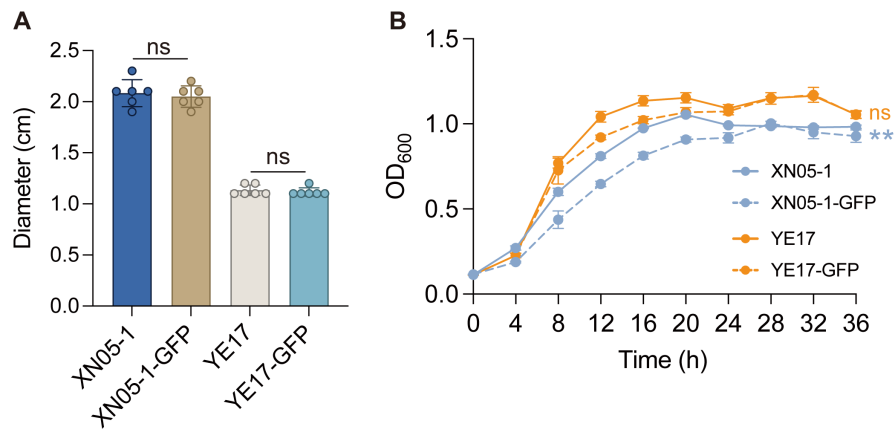 A
Diameter (cm)
2.5
2.0
1.5
1.0
0.5
0.0
ns
ns
XN05-1
XN05-1-GFP
YE17
YE17-GFP
B
OD600
1.5
1.0
0.5
0.0
0 4 8 12 16 20 24 28 32 36
Time (h)
ns
**
XN05-1
XN05-1-GFP
YE17
YE17-GFP